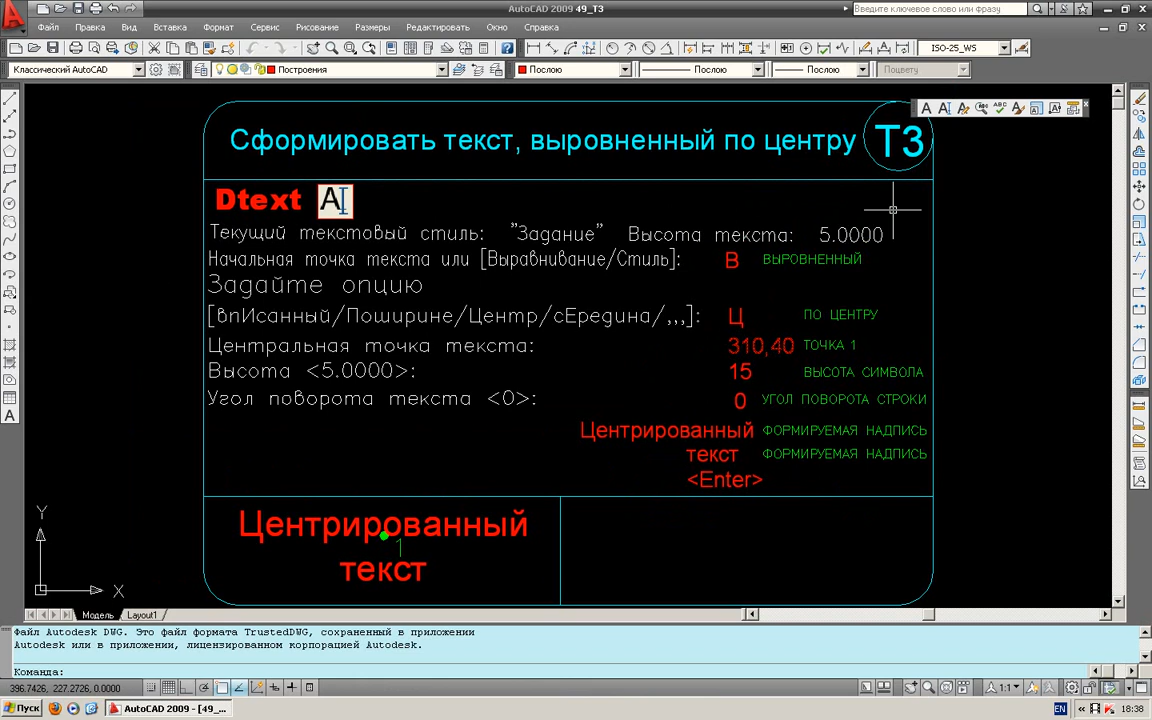 AutoCAD 2009 49_T3
Введите ключевое слово или фразу
Файл Правка Вид Вставка Формат Сервис Рисование Размеры Редактировать Окно Справка
ISO-25_WS
Классический AutoCAD Построения Послою Послою Послою Поцвету
Сформировать текст, выровненный по центру T3
Dtext A
Текущий текстовый стиль: "Задание" Высота текста: 5.0000
Начальная точка текста или [Выравнивание/Стиль]: В ВЫРОВНЕННЫЙ
Задайте опцию
[впИсанный/Поширине/Центр/сЕредина/,,,]: Ц ПО ЦЕНТРУ
Центральная точка текста: 310,40 ТОЧКА 1
Высота <5.0000>: 15 ВЫСОТА СИМВОЛА
Угол поворота текста <0>: 0 УГОЛ ПОВОРОТА СТРОКИ
Центрированный ФОРМИРУЕМАЯ НАДПИСЬ
текст ФОРМИРУЕМАЯ НАДПИСЬ
<Enter>
Центрированный
1
текст
Y
X
Модель Layout1
Файл Autodesk DWG. Это файл формата TrustedDWG, сохраненный в приложении
Autodesk или в приложении, лицензированном корпорацией Autodesk.
Команда:
396.7426, 227.2726, 0.0000
1:1
Пуск AutoCAD 2009 - [49_... EN 18:38